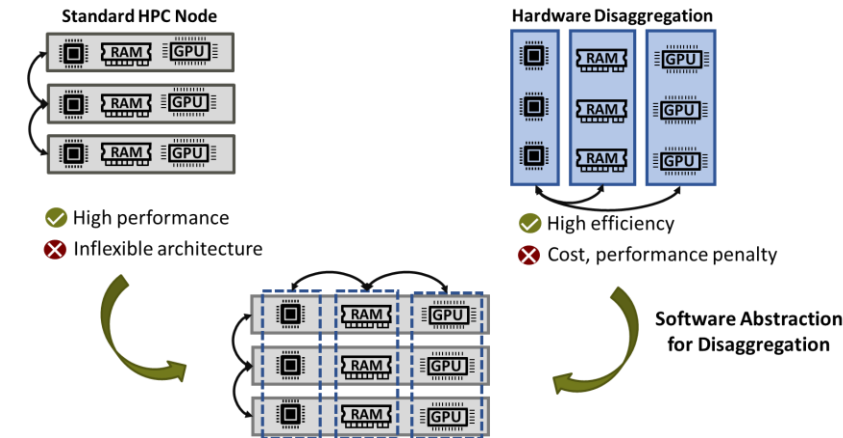 Standard HPC Node
RAM GPU
RAM GPU
RAM GPU
High performance
Inflexible architecture
Hardware Disaggregation
RAM GPU
RAM GPU
RAM GPU
High efficiency
Cost, performance penalty
RAM GPU
RAM GPU
RAM GPU
Software Abstraction
for Disaggregation